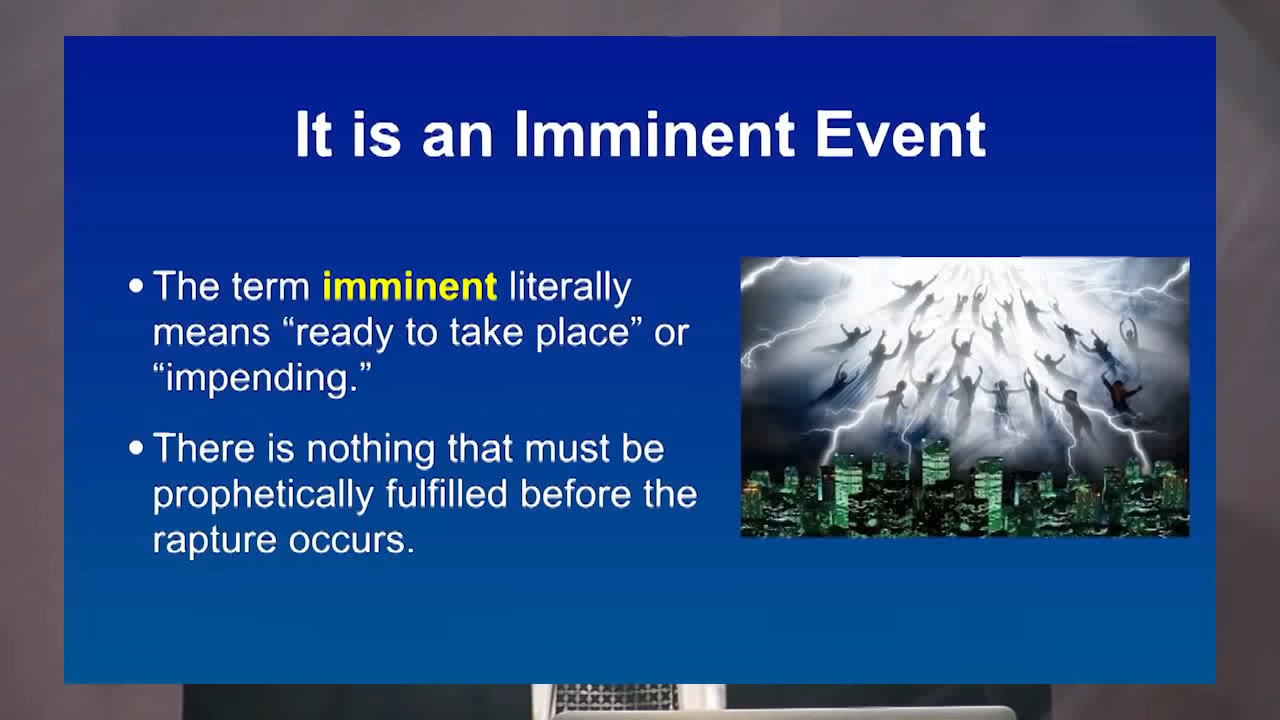 It is an Imminent Event
• The term imminent literally
means “ready to take place” or
“impending.”
• There is nothing that must be
prophetically fulfilled before the
rapture occurs.